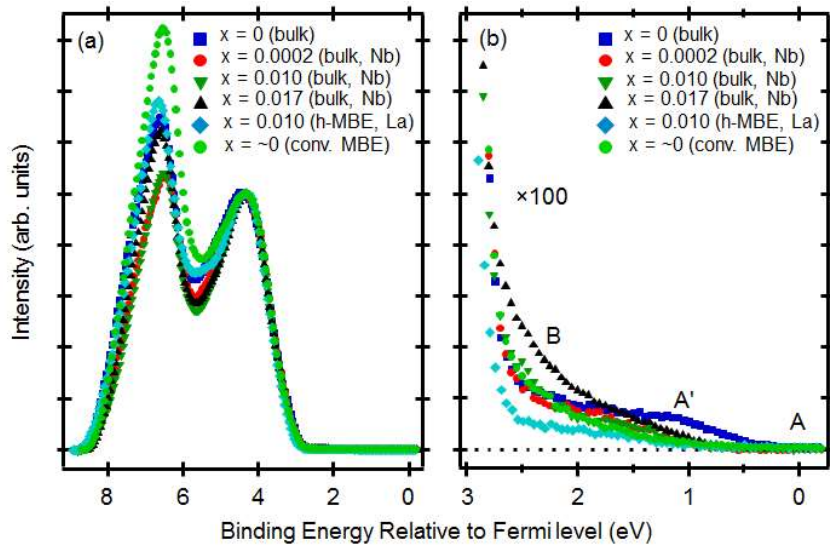 (a)
x = 0 (bulk)
x = 0.0002 (bulk, Nb)
x = 0.010 (bulk, Nb)
x = 0.017 (bulk, Nb)
x = 0.010 (h-MBE, La)
x = ~0 (conv. MBE)
(b)
x = 0 (bulk)
x = 0.0002 (bulk, Nb)
x = 0.010 (bulk, Nb)
x = 0.017 (bulk, Nb)
x = 0.010 (h-MBE, La)
x = ~0 (conv. MBE)
×100
B
A'
A
Intensity (arb. units)
8 6 4 2 0
3 2 1 0
Binding Energy Relative to Fermi level (eV)